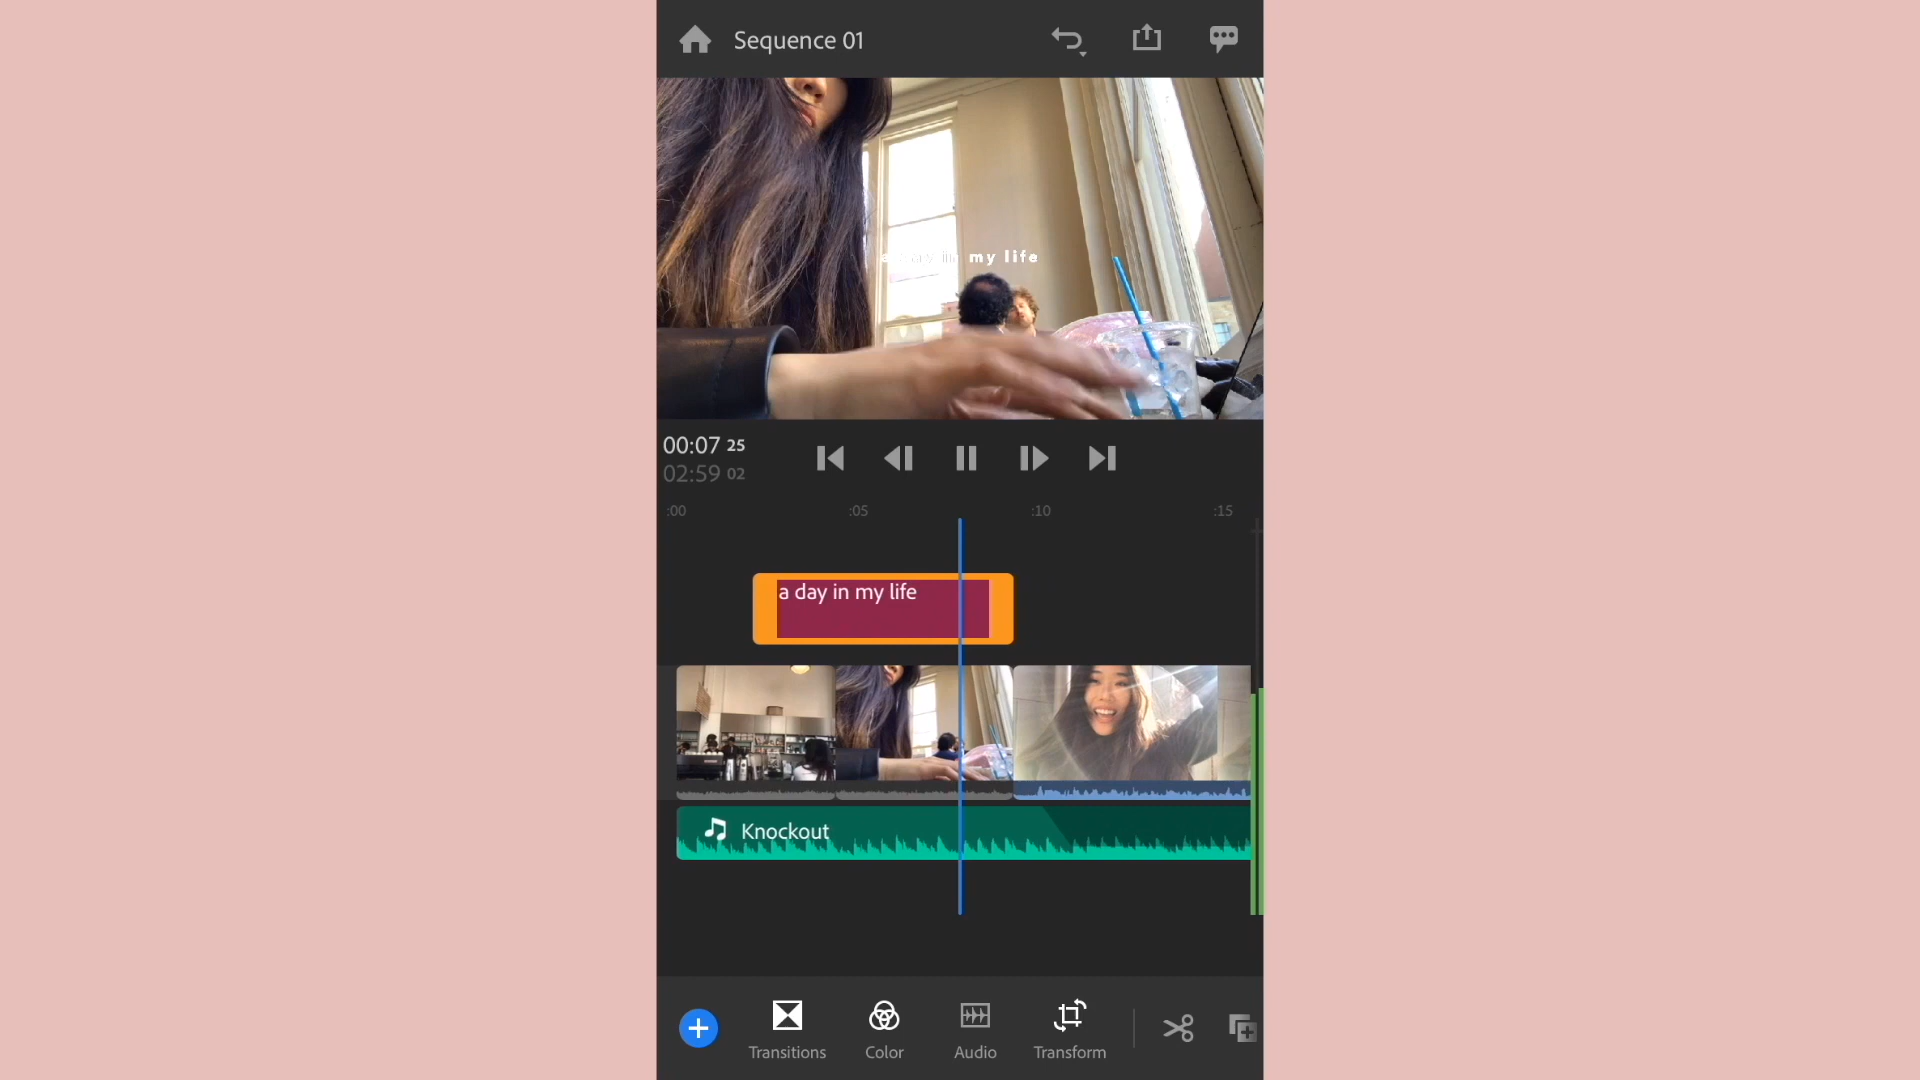 Sequence 01
in my life
00:07 25
02:59 02
:00 :05 :10 :15
a day in my life
Knockout
Transitions Color Audio Transform